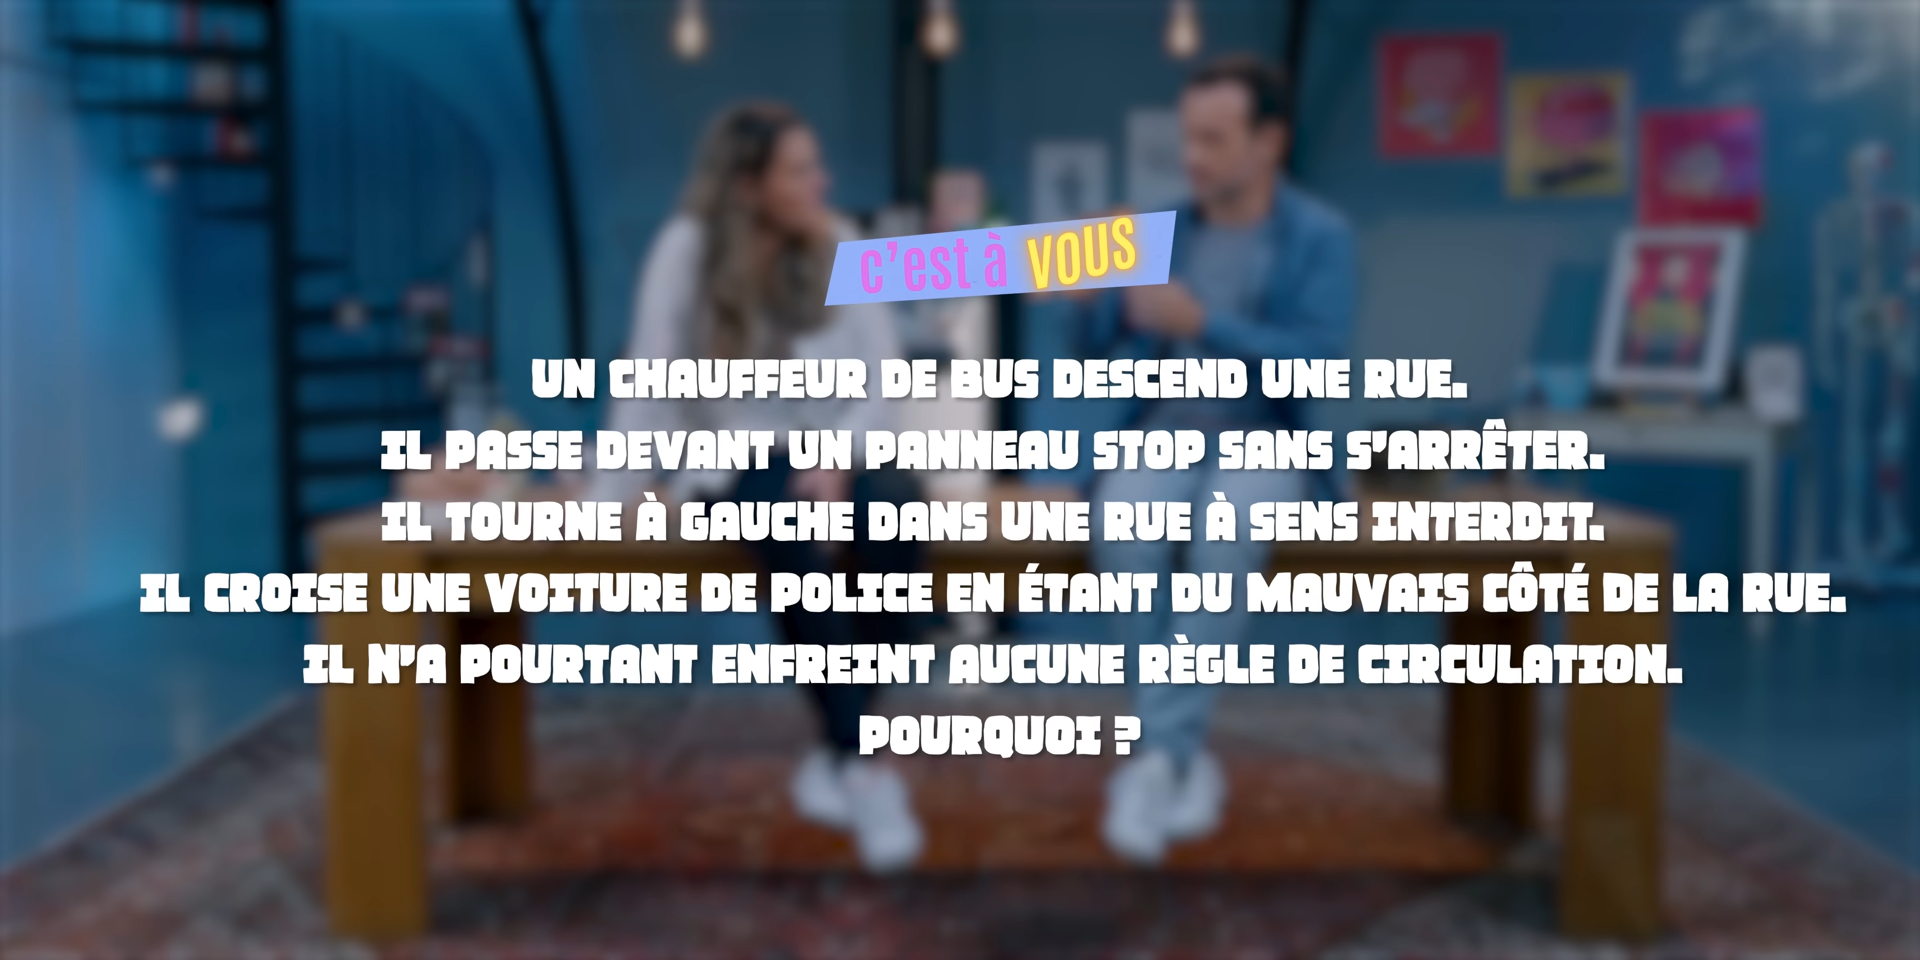 c'est à VOUS
UN CHAUFFEUR DE BUS DESCEND UNE RUE.
IL PASSE DEVANT UN PANNEAU STOP SANS S'ARRÊTER.
IL TOURNE À GAUCHE DANS UNE RUE À SENS INTERDIT.
IL CROISE UNE VOITURE DE POLICE EN ÉTANT DU MAUVAIS CÔTÉ DE LA RUE.
IL N'A POURTANT ENFREINT AUCUNE RÈGLE DE CIRCULATION.
POURQUOI ?